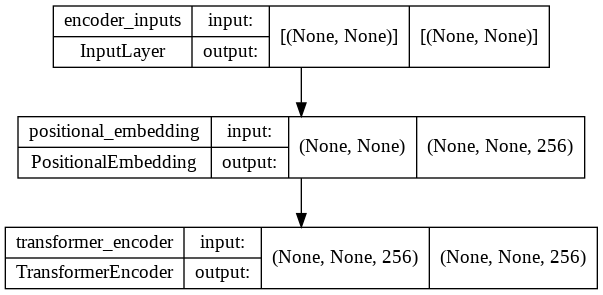 encoder_inputs input: [(None, None)] [(None, None)]
InputLayer output:
positional_embedding input: (None, None) (None, None, 256)
PositionalEmbedding output:
transformer_encoder input: (None, None, 256) (None, None, 256)
TransformerEncoder output: